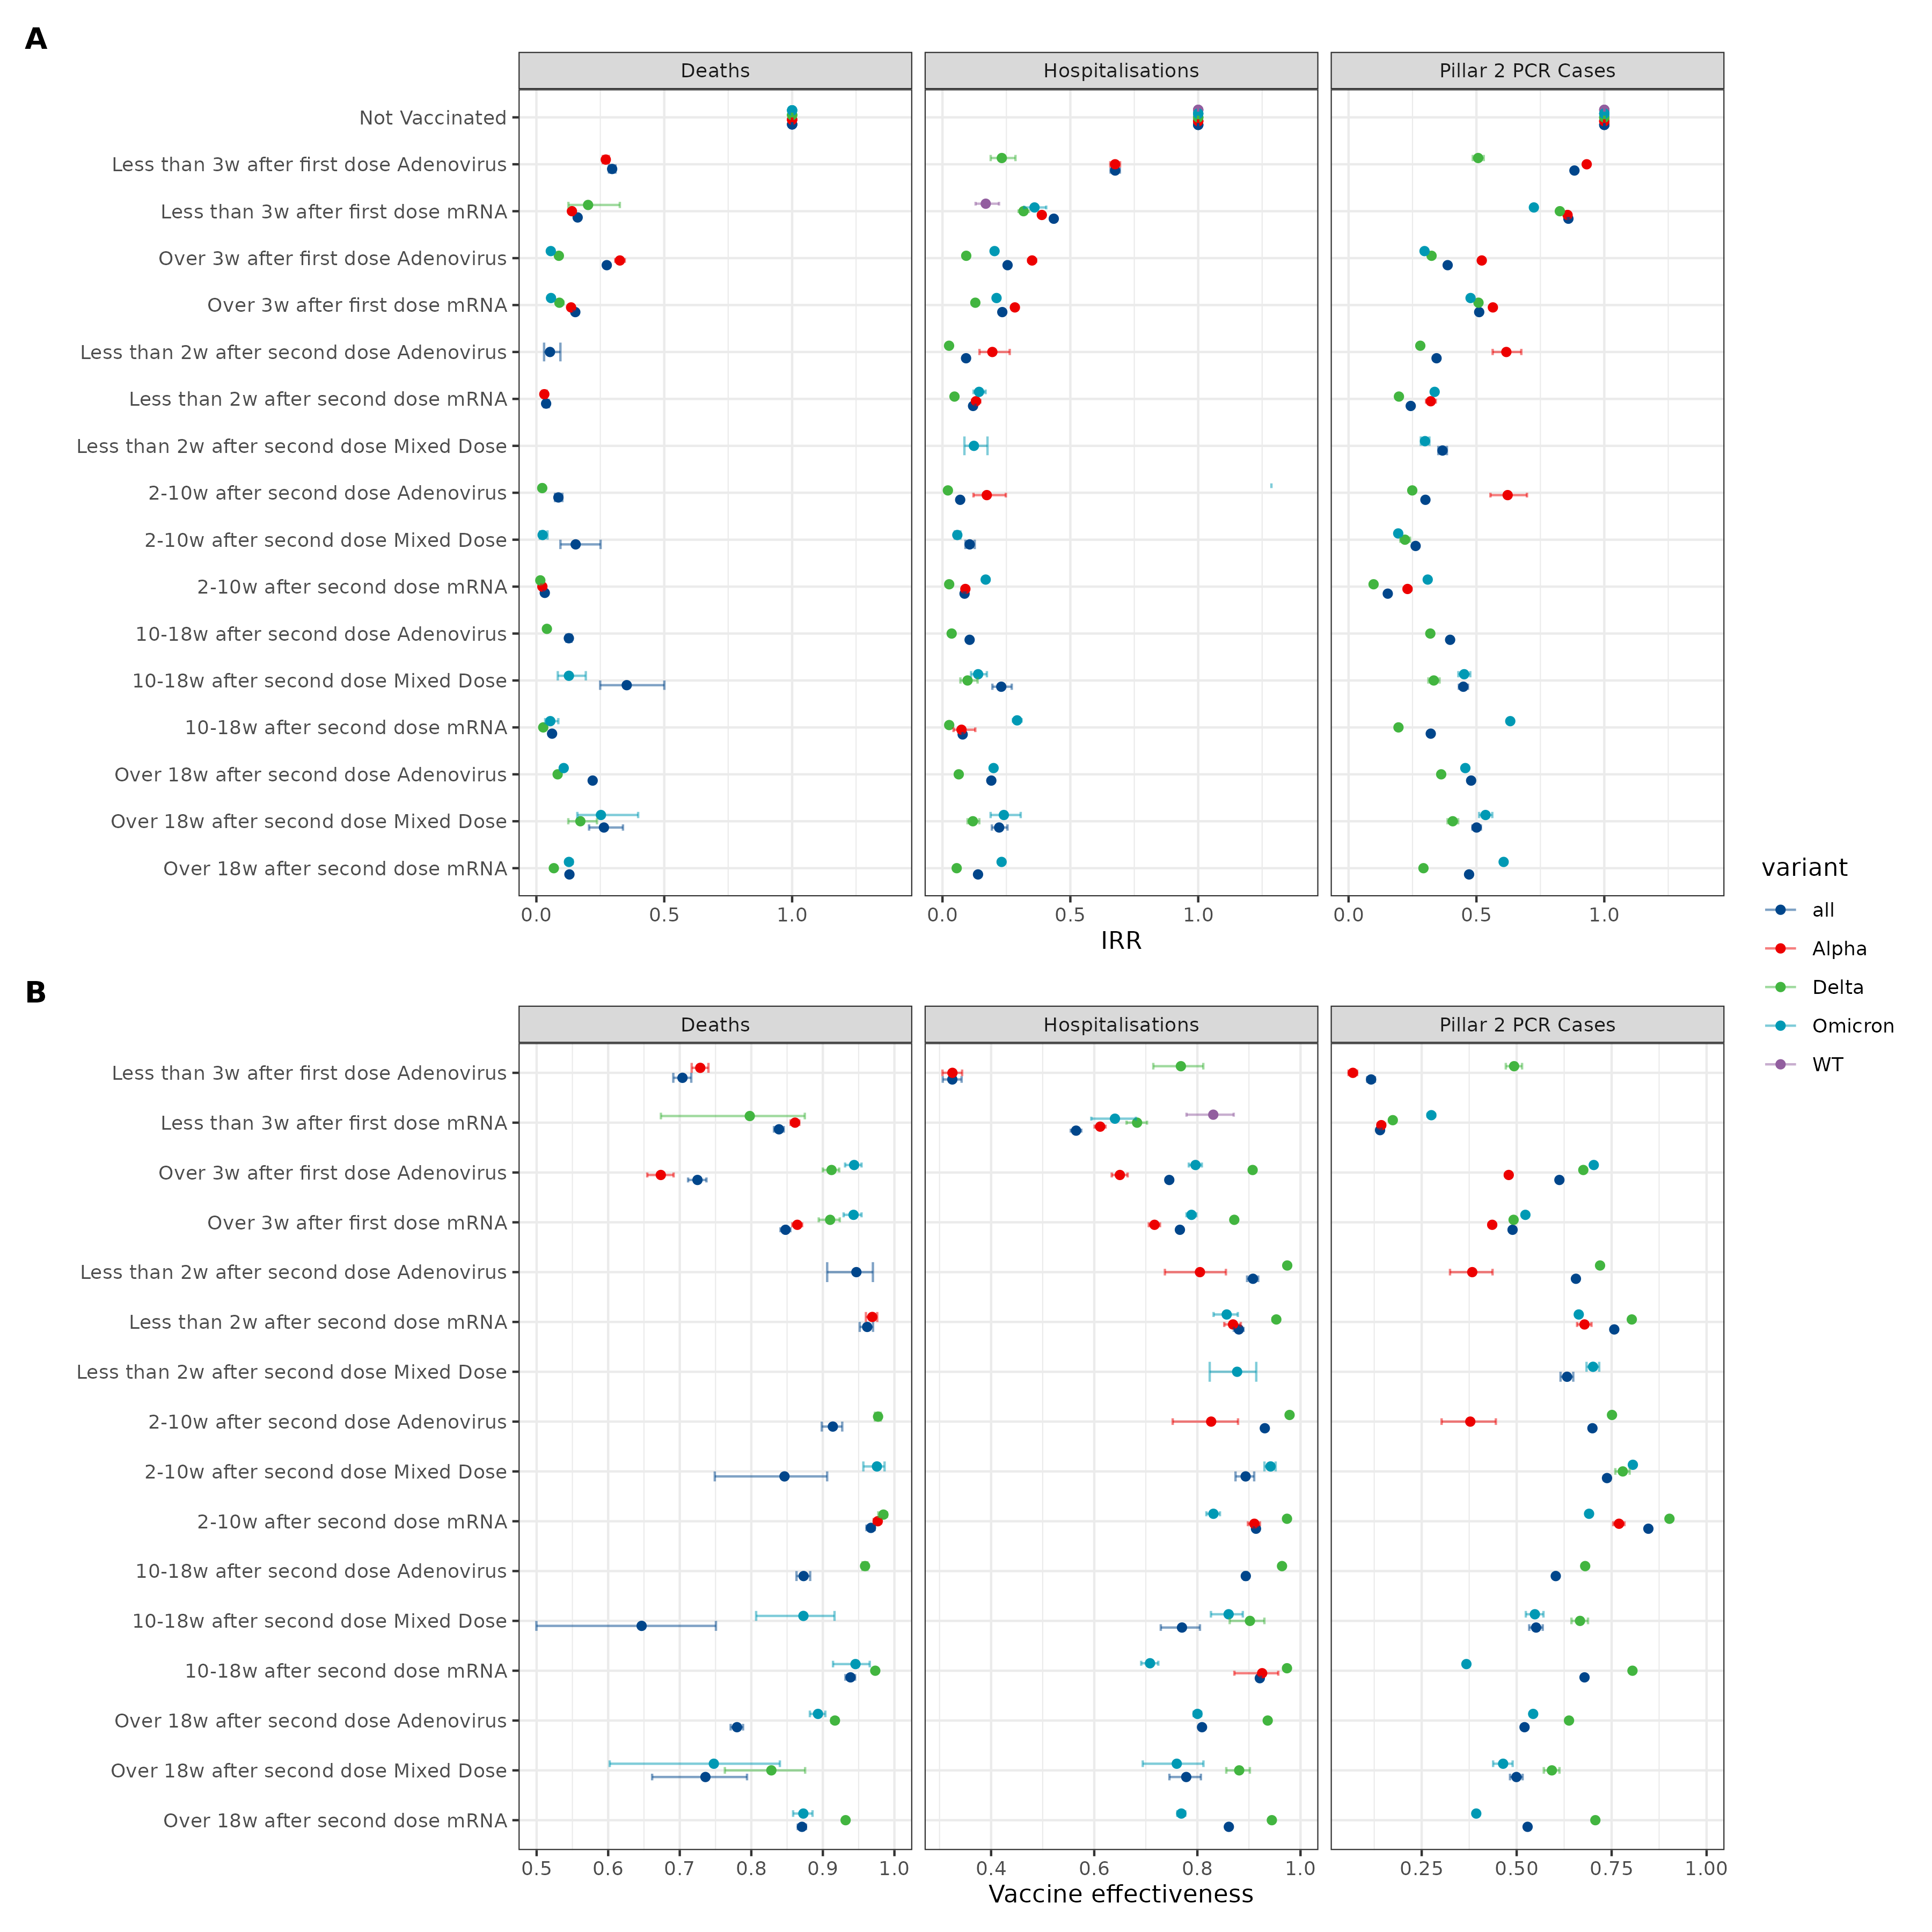 A
Deaths
Hospitalisations
Pillar 2 PCR Cases
Not Vaccinated
Less than 3w after first dose Adenovirus
Less than 3w after first dose mRNA
Over 3w after first dose Adenovirus
Over 3w after first dose mRNA
Less than 2w after second dose Adenovirus
Less than 2w after second dose mRNA
Less than 2w after second dose Mixed Dose
2-10w after second dose Adenovirus
2-10w after second dose Mixed Dose
2-10w after second dose mRNA
10-18w after second dose Adenovirus
10-18w after second dose Mixed Dose
10-18w after second dose mRNA
Over 18w after second dose Adenovirus
Over 18w after second dose Mixed Dose
Over 18w after second dose mRNA
0.0 0.5 1.0
0.0 0.5 1.0
0.0 0.5 1.0
IRR
B
Deaths
Hospitalisations
Pillar 2 PCR Cases
Less than 3w after first dose Adenovirus
Less than 3w after first dose mRNA
Over 3w after first dose Adenovirus
Over 3w after first dose mRNA
Less than 2w after second dose Adenovirus
Less than 2w after second dose mRNA
Less than 2w after second dose Mixed Dose
2-10w after second dose Adenovirus
2-10w after second dose Mixed Dose
2-10w after second dose mRNA
10-18w after second dose Adenovirus
10-18w after second dose Mixed Dose
10-18w after second dose mRNA
Over 18w after second dose Adenovirus
Over 18w after second dose Mixed Dose
Over 18w after second dose mRNA
0.5 0.6 0.7 0.8 0.9 1.0
0.4 0.6 0.8 1.0
0.25 0.50 0.75 1.00
Vaccine effectiveness
variant
all
Alpha
Delta
Omicron
WT